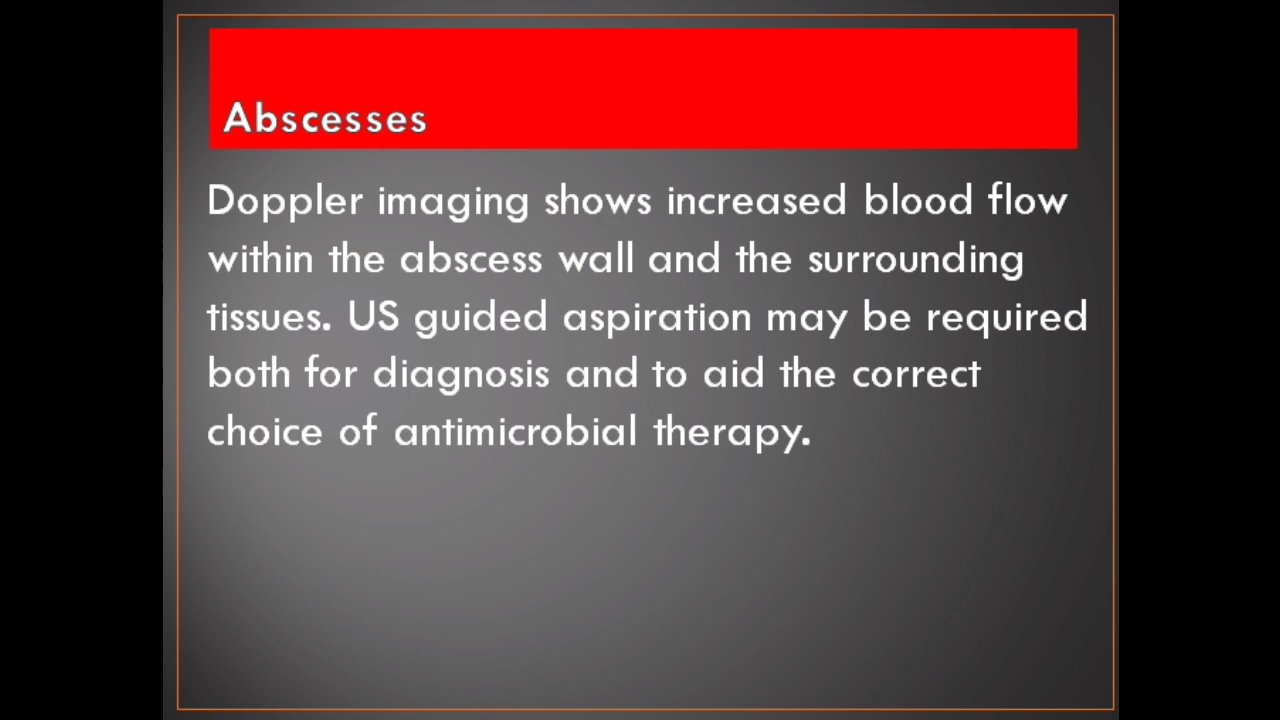 Abscesses
Doppler imaging shows increased blood flow
within the abscess wall and the surrounding
tissues. US guided aspiration may be required
both for diagnosis and to aid the correct
choice of antimicrobial therapy.